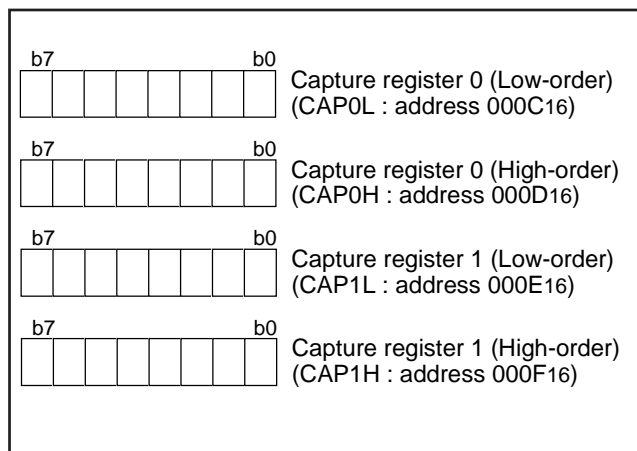 b7 b0
Capture register 0 (Low-order)
(CAP0L : address 000C16)
b7 b0
Capture register 0 (High-order)
(CAP0H : address 000D16)
b7 b0
Capture register 1 (Low-order)
(CAP1L : address 000E16)
b7 b0
Capture register 1 (High-order)
(CAP1H : address 000F16)